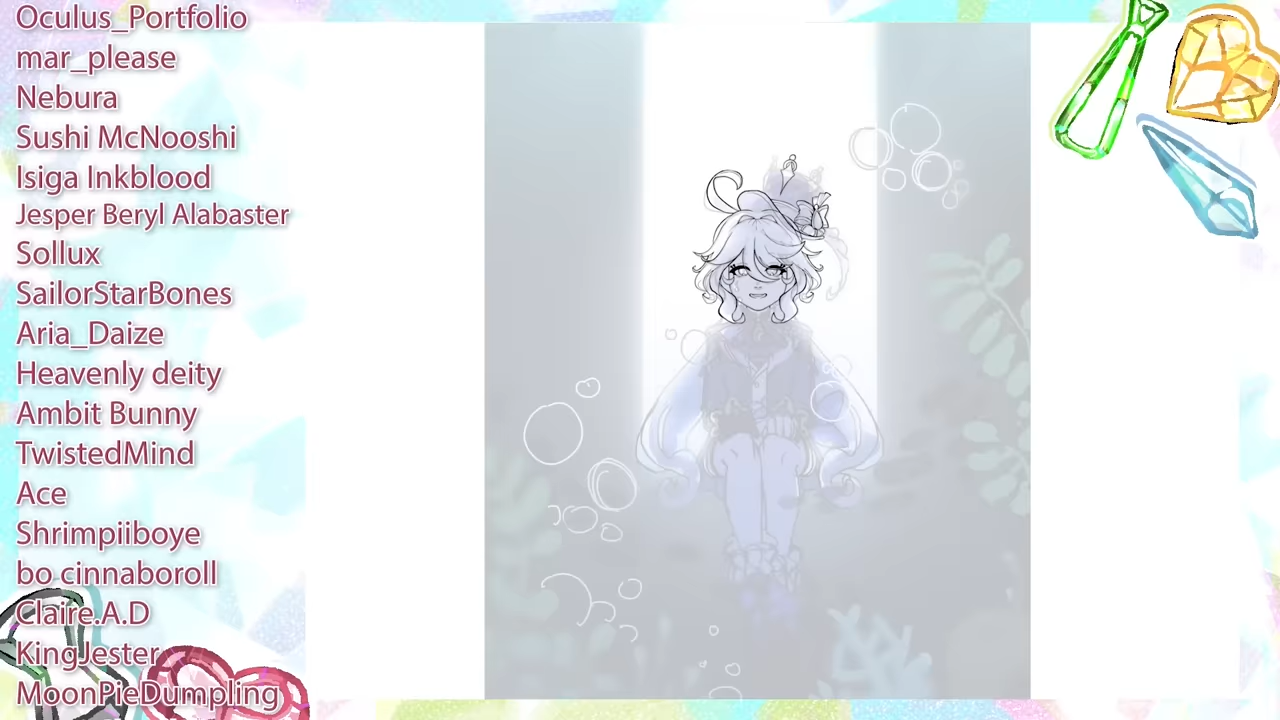 Oculus_Portfolio
mar_please
Nebura
Sushi McNooshi
Isiga Inkblood
Jesper Beryl Alabaster
Sollux
SailorStarBones
Aria_Daize
Heavenly deity
Ambit Bunny
TwistedMind
Ace
Shrimpiiboye
bo cinnaboroll
Claire.A.D
KingJester
MoonPieDumpling